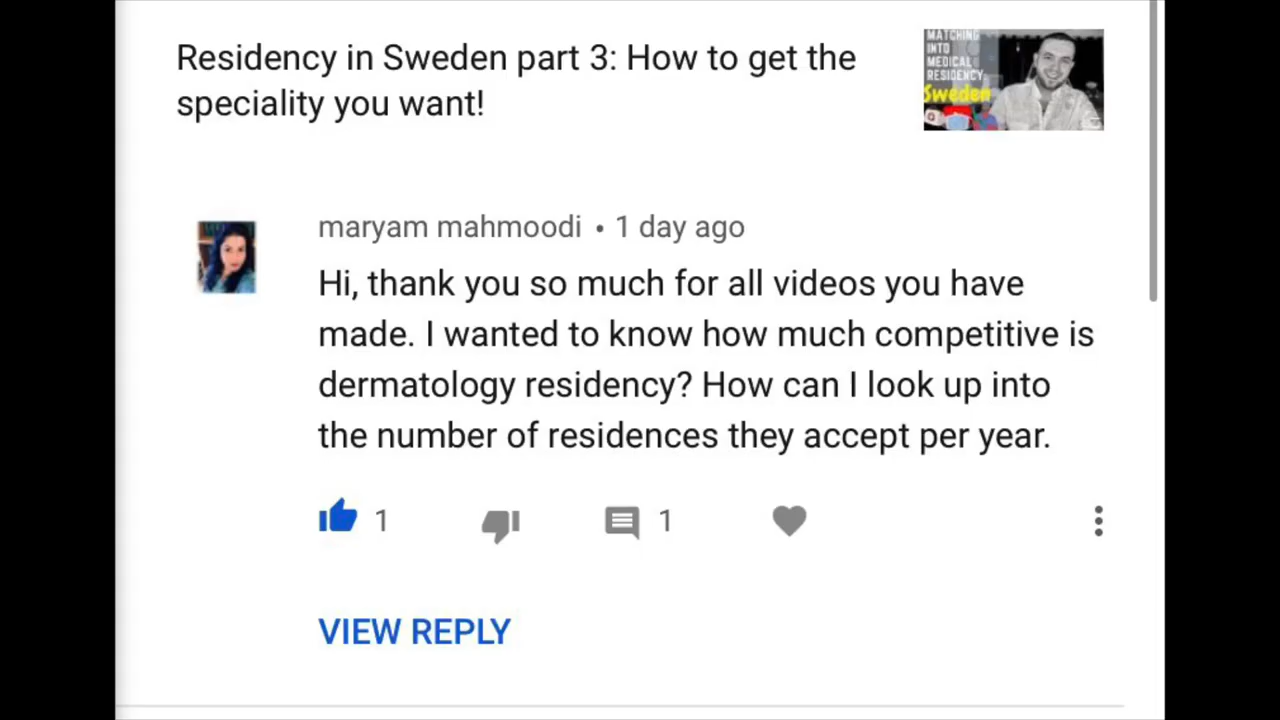 Residency in Sweden part 3: How to get the
speciality you want!
MATCHING
INTO
MEDICAL
RESIDENCY
Sweden
maryam mahmoodi • 1 day ago
Hi, thank you so much for all videos you have
made. I wanted to know how much competitive is
dermatology residency? How can I look up into
the number of residences they accept per year.
1
1
VIEW REPLY